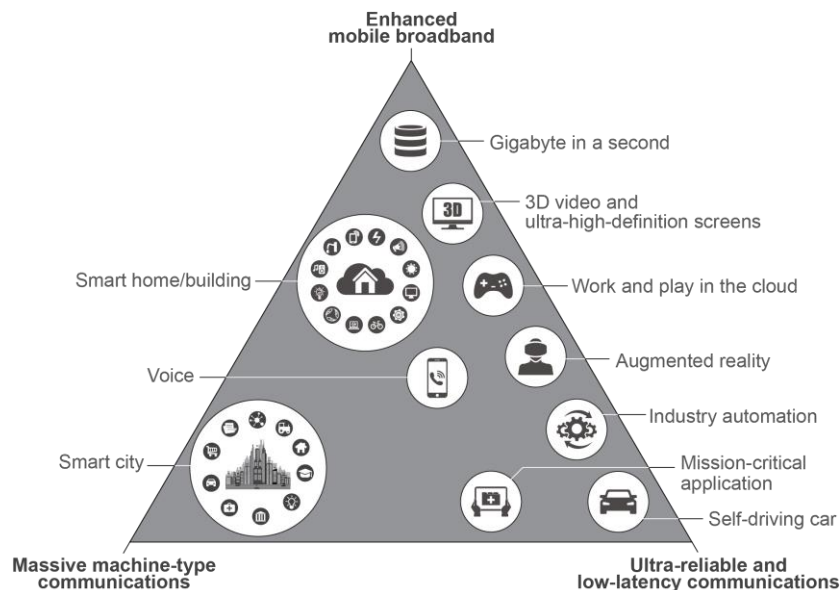 Enhanced
mobile broadband
Gigabyte in a second
3D
3D video and
ultra-high-definition screens
Smart home/building
Work and play in the cloud
Voice
Augmented reality
Industry automation
Smart city
Mission-critical
application
Self-driving car
Massive machine-type
communications
Ultra-reliable and
low-latency communications